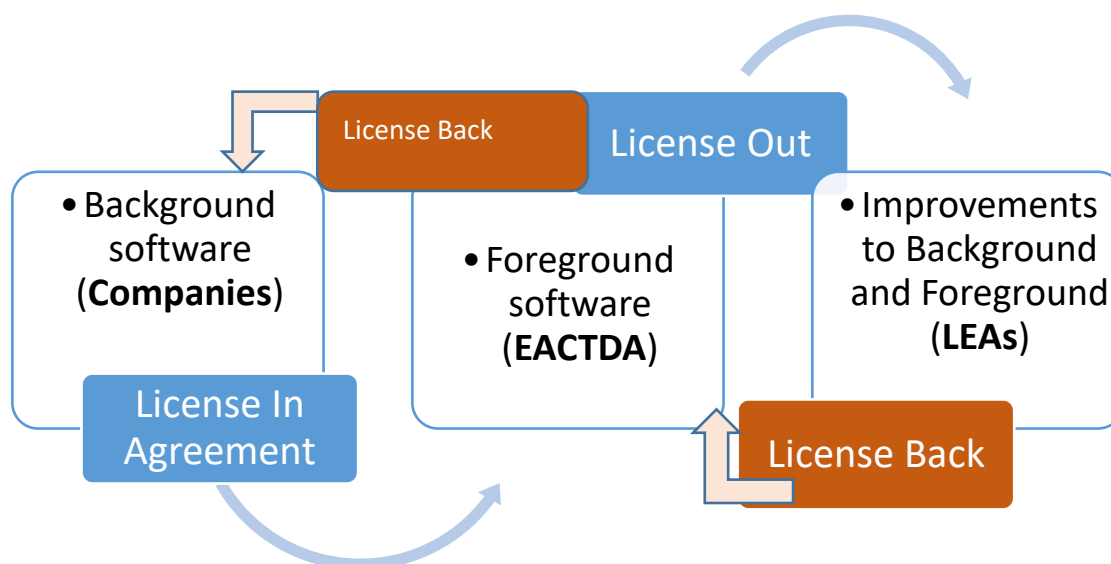 License Back
License Out
• Background
software
(Companies)
License In
Agreement
• Foreground
software
(EACTDA)
• Improvements
to Background
and Foreground
(LEAs)
License Back